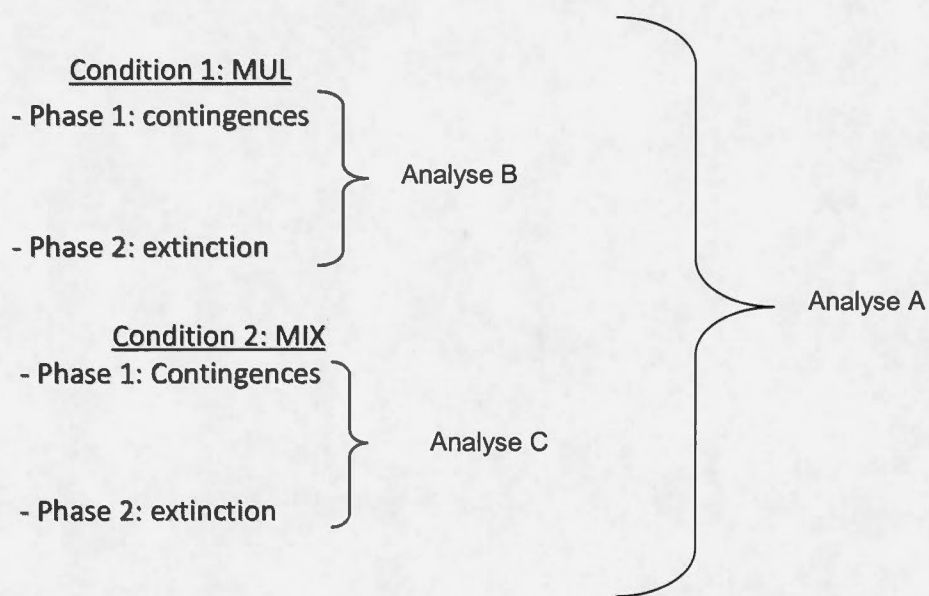 Condition 1: MUL
- Phase 1: contingences
Analyse B
- Phase 2: extinction
Analyse A
Condition 2: MIX
- Phase 1: Contingences
Analyse C
- Phase 2: extinction